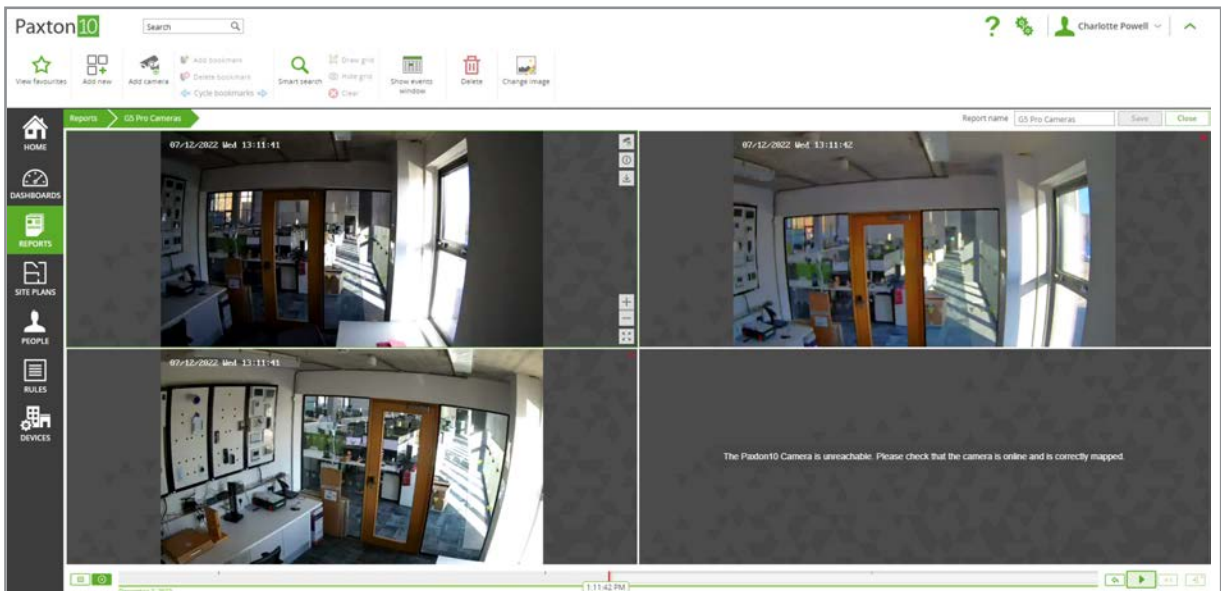 Paxton 10
Search
Charlotte Powell
View favourites
Add new
Add camera
Add bookmark
Delete bookmark
Cycle bookmarks
Smart search
Draw grid
Hide grid
Clear
Show events
window
Delete
Change image
Reports
G5 Pro Cameras
Report name
G5 Pro Cameras
Save
Close
HOME
DASHBOARDS
REPORTS
SITE PLANS
PEOPLE
RULES
DEVICES
07/12/2022 Wed 13:11:41
07/12/2022 Wed 13:11:42
07/12/2022 Wed 13:11:41
The Paxdon10 Camera is unreachable. Please check that the camera is online and is correctly mapped.
1:11:42 PM